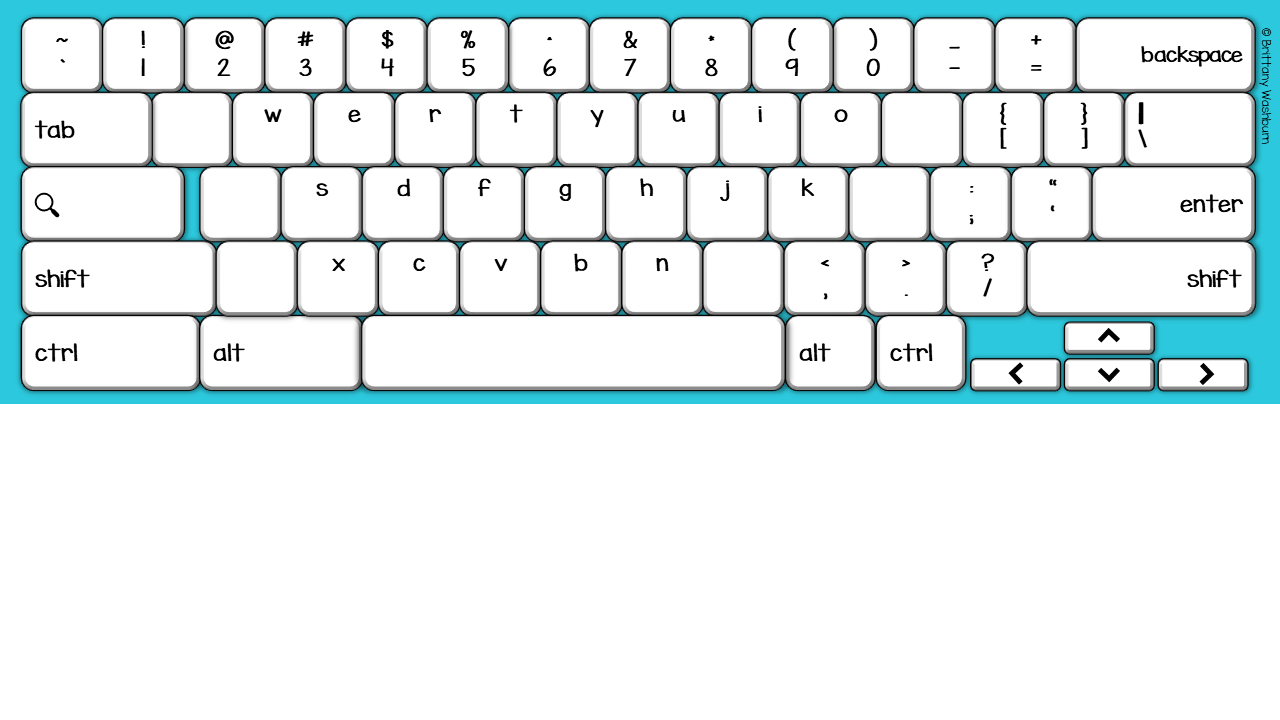 ~ ! @ # $ % ^ & * ( ) _ +
` 1 2 3 4 5 6 7 8 9 0 - = backspace
tab w e r t y u i o { } |
[ ] \
s d f g h j k : “
; ‘ enter
shift x c v b n < > ? shift
, . /
ctrl alt alt ctrl
© Brittany Washburn